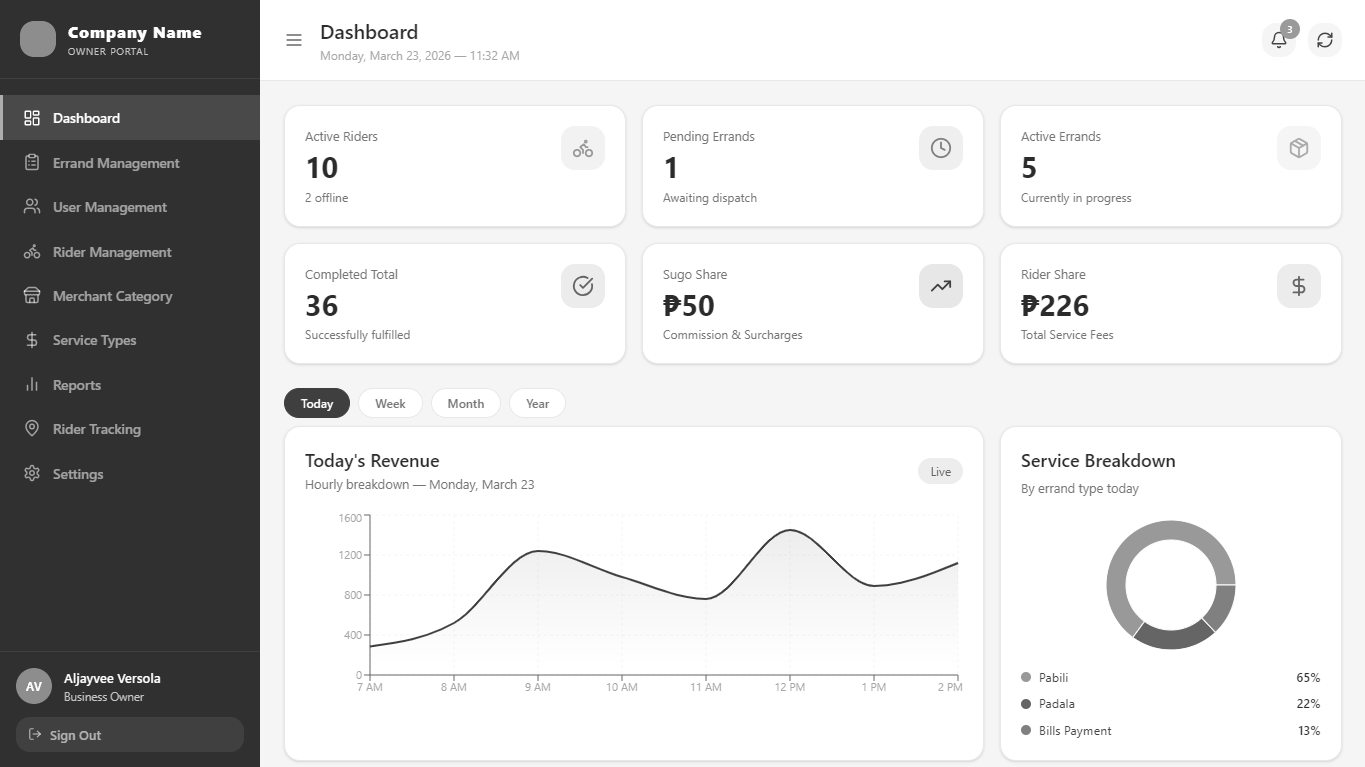 Company Name
OWNER PORTAL
Dashboard
Errand Management
User Management
Rider Management
Merchant Category
Service Types
Reports
Rider Tracking
Settings
AV
Aljayvee Versola
Business Owner
Sign Out
Dashboard
Monday, March 23, 2026 — 11:32 AM
3
Active Riders
10
2 offline
Pending Errands
1
Awaiting dispatch
Active Errands
5
Currently in progress
Completed Total
36
Successfully fulfilled
Sugo Share
₱50
Commission & Surcharges
Rider Share
₱226
Total Service Fees
Today Week Month Year
Today's Revenue
Hourly breakdown — Monday, March 23
Live
1600
1200
800
400
0
7 AM 8 AM 9 AM 10 AM 11 AM 12 PM 1 PM 2 PM
Service Breakdown
By errand type today
Pabili 65%
Padala 22%
Bills Payment 13%